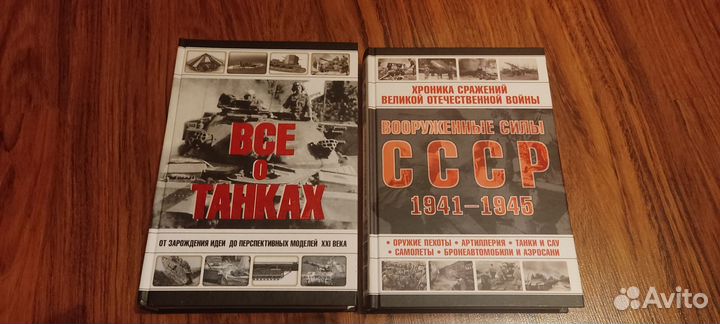 ВСЕ
О
ТАНКАХ
ОТ ЗАРОЖДЕНИЯ ИДЕИ ДО ПЕРСПЕКТИВНЫХ МОДЕЛЕЙ XXI ВЕКА
ХРОНИКА СРАЖЕНИЙ
ВЕЛИКОЙ ОТЕЧЕСТВЕННОЙ ВОЙНЫ
ВООРУЖЕННЫЕ СИЛЫ
СССР
1941–1945
• ОРУЖИЕ ПЕХОТЫ • АРТИЛЛЕРИЯ • ТАНКИ И САУ
• САМОЛЕТЫ • БРОНЕАВТОМОБИЛИ И АЭРОСАНИ
Avito